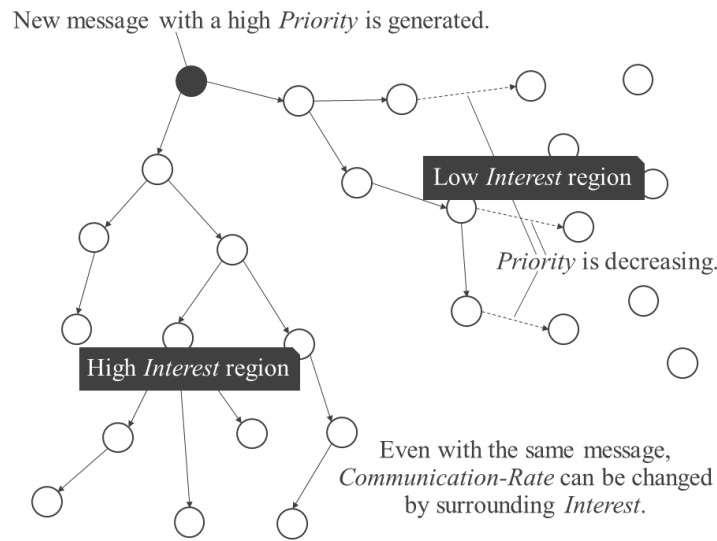 New message with a high Priority is generated.
Low Interest region
Priority is decreasing.
High Interest region
Even with the same message,
Communication-Rate can be changed
by surrounding Interest.